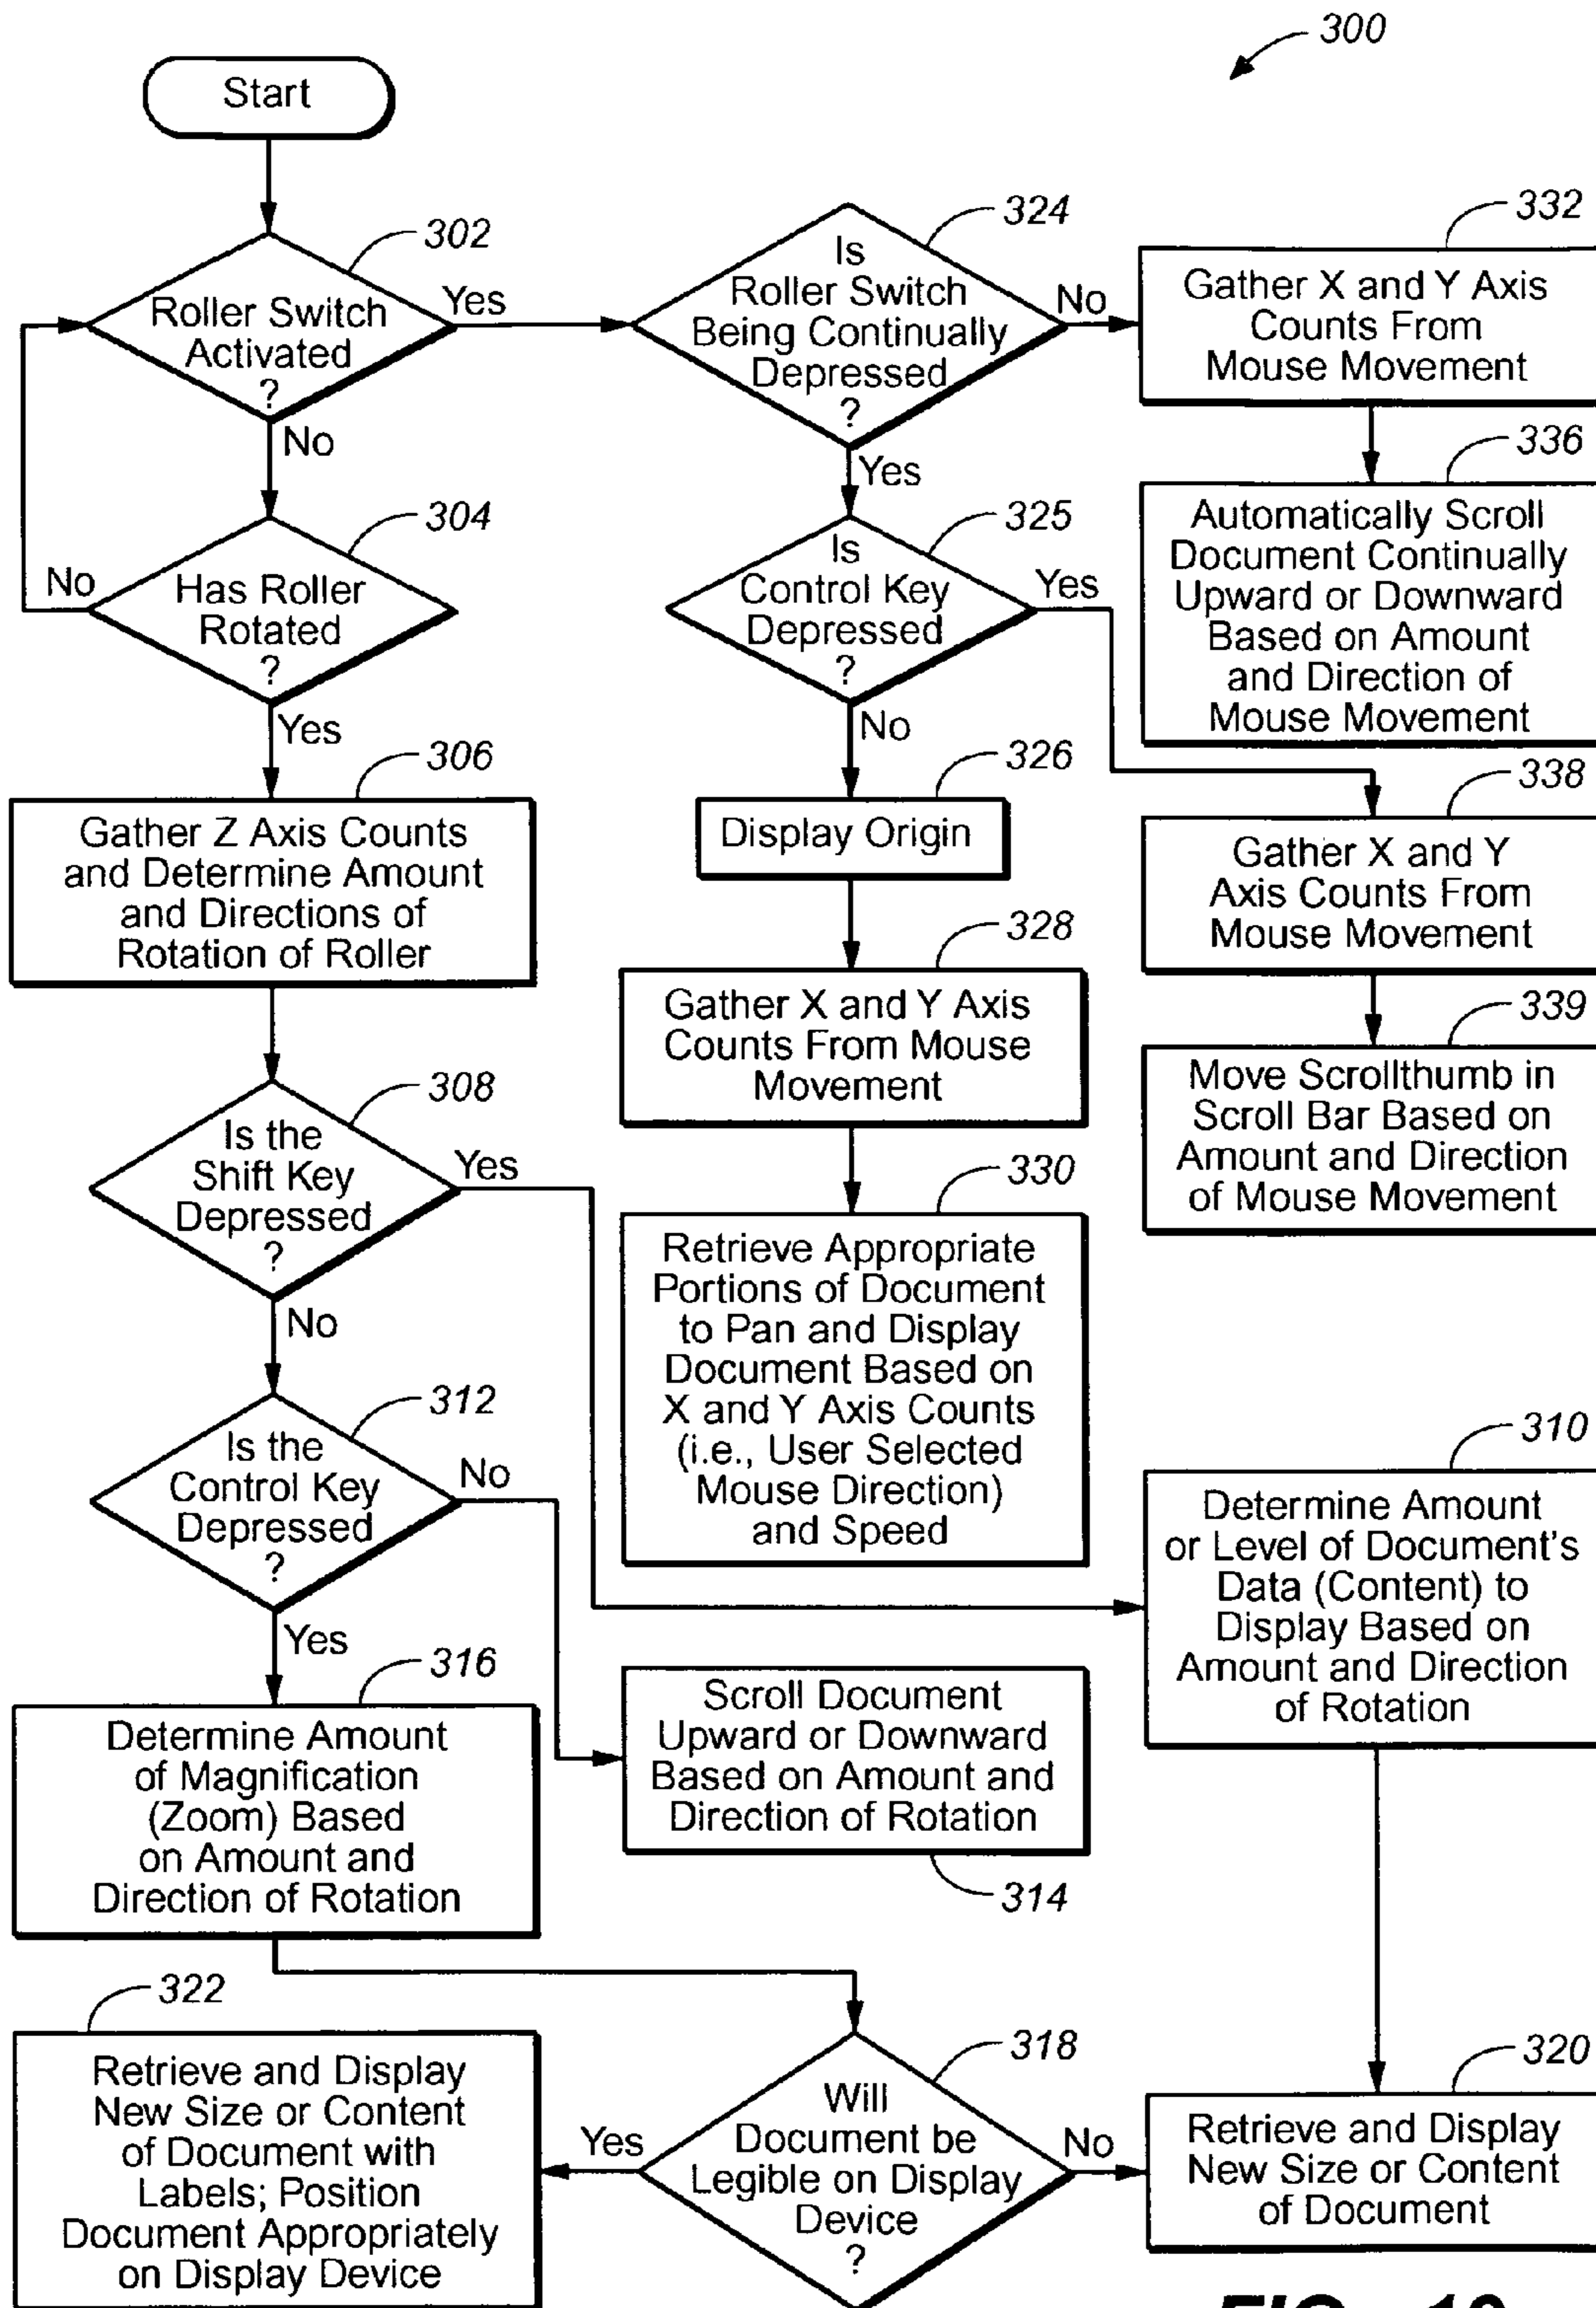 300
Start
302
Roller Switch
Activated
?
Yes
No
304
Has Roller
Rotated
?
No
Yes
306
Gather Z Axis Counts
and Determine Amount
and Directions of
Rotation of Roller
308
Is the
Shift Key
Depressed
?
Yes
No
312
Is the
Control Key
Depressed
?
No
Yes
316
Determine Amount
of Magnification
(Zoom) Based
on Amount and
Direction of Rotation
322
Retrieve and Display
New Size or Content
of Document with
Labels; Position
Document Appropriately
on Display Device
324
Is
Roller Switch
Being Continually
Depressed
?
No
Yes
325
Is
Control Key
Depressed
?
Yes
No
326
Display Origin
328
Gather X and Y Axis
Counts From Mouse
Movement
330
Retrieve Appropriate
Portions of Document
to Pan and Display
Document Based on
X and Y Axis Counts
(i.e., User Selected
Mouse Direction)
and Speed
Scroll Document
Upward or Downward
Based on Amount and
Direction of Rotation
314
318
Will
Document be
Legible on Display
Device
?
Yes
No
332
Gather X and Y Axis
Counts From
Mouse Movement
336
Automatically Scroll
Document Continually
Upward or Downward
Based on Amount
and Direction of
Mouse Movement
338
Gather X and Y
Axis Counts From
Mouse Movement
339
Move Scrollthumb in
Scroll Bar Based on
Amount and Direction
of Mouse Movement
310
Determine Amount
or Level of Document's
Data (Content) to
Display Based on
Amount and Direction
of Rotation
320
Retrieve and Display
New Size or Content
of Document